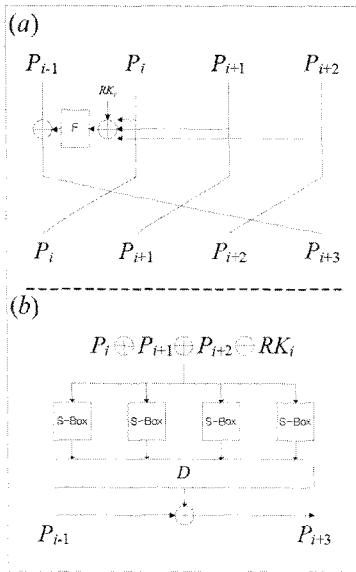 (a)
P_{i-1} P_i P_{i+1} P_{i+2}
RK_i
F
P_i P_{i+1} P_{i+2} P_{i+3}
(b)
P_i ⊕ P_{i+1} ⊕ P_{i+2} ⊖ RK_i
S-Box S-Box S-Box S-Box
D
P_{i-1} P_{i+3}